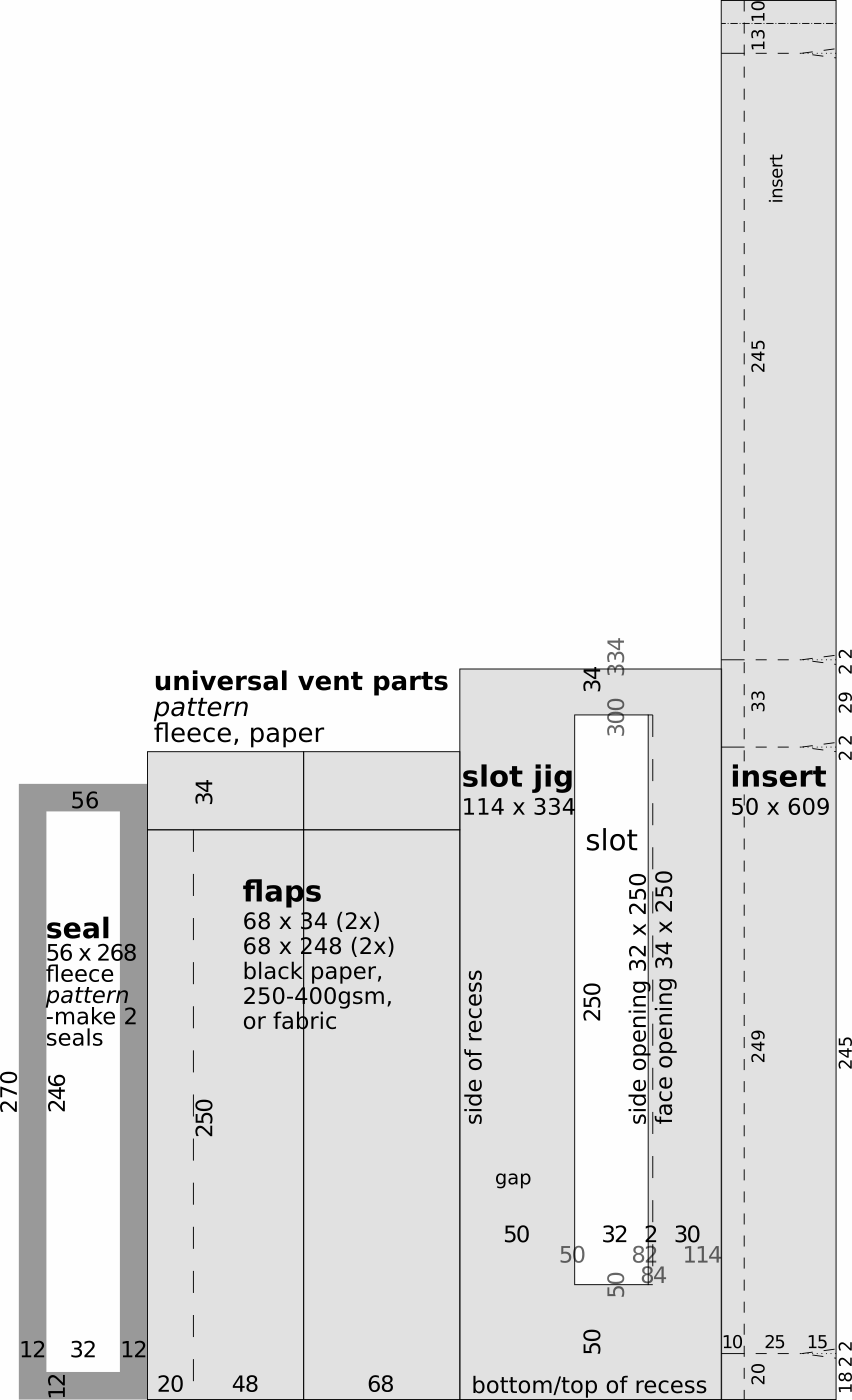 10
13
insert
245
2 2
29
2 2
33
334
34
300
universal vent parts
pattern
fleece, paper
34
56
slot jig
114 x 334
insert
50 x 609
slot
flaps
68 x 34 (2x)
68 x 248 (2x)
black paper,
250-400gsm,
or fabric
seal
56 x 268
fleece
pattern
-make 2
seals
270
246
250
side of recess
250
side opening 32 x 250
face opening 34 x 250
249
245
gap
50 32 2 30
50 82 114
84
50
50
12 32 12
12
20 48 68
bottom/top of recess
10 25 15
20
18 2 2 2